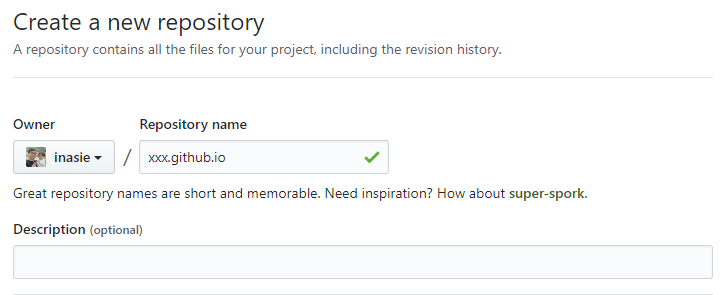 Create a new repository
A repository contains all the files for your project, including the revision history.
Owner
Repository name
inasie / xxx.github.io
Great repository names are short and memorable. Need inspiration? How about super-spork.
Description (optional)